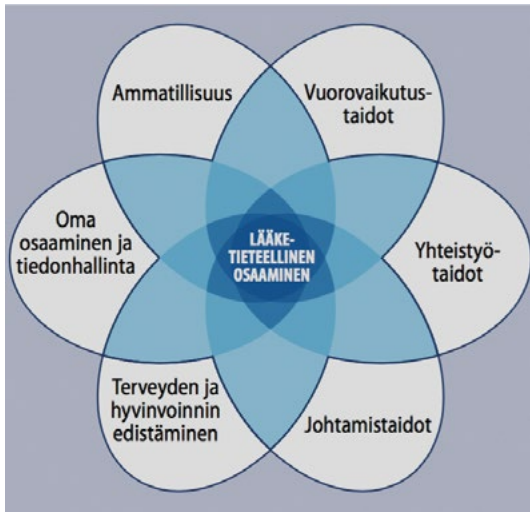 Ammatillisuus
Vuorovaikutus-
taidot
Oma
osaaminen ja
tiedonhallinta
LÄÄKE-
TIETEELLINEN
OSAAMINEN
Yhteistyö-
taidot
Terveyden ja
hyvinvoinnin
edistäminen
Johtamistaidot